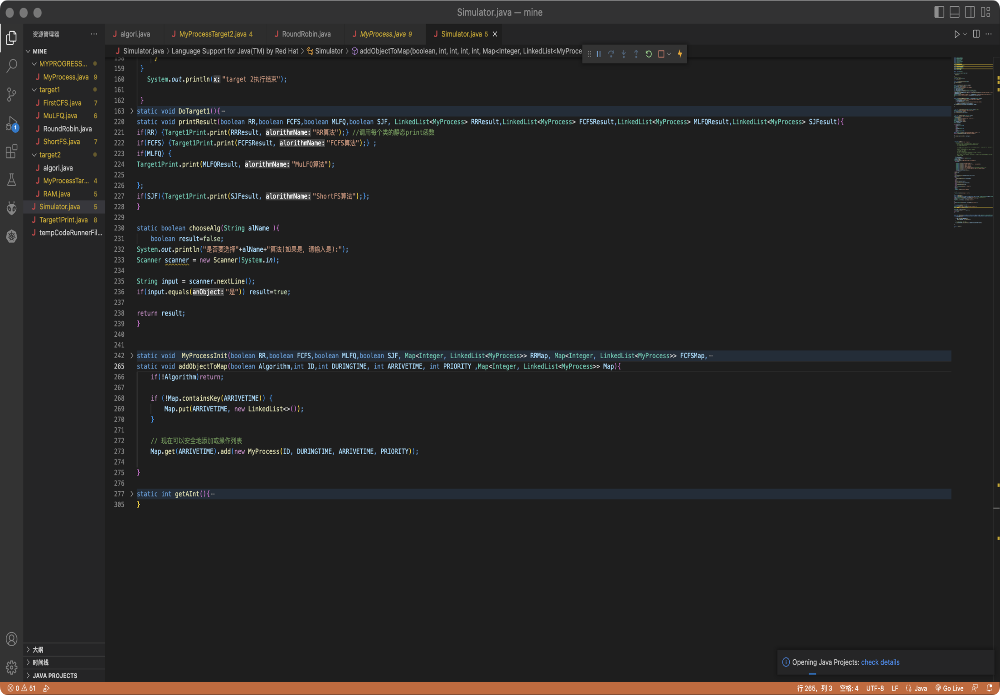 Simulator.java — mine
资源管理器 ···
MINE
MYPROGRESS...
MyProcess.java 9
target1
FirstCFS.java 7
MuLFQ.java 6
RoundRobin.java
ShortFS.java 7
target2
algori.java
MyProcessTar... 4
RAM.java 5
Simulator.java 5
Target1Print.java 8
tempCodeRunnerFil...
1
大纲
时间线
JAVA PROJECTS
algori.java
MyProcessTarget2.java 4
RoundRobin.java
MyProcess.java 9
Simulator.java 5
Simulator.java > Language Support for Java(TM) by Red Hat > Simulator > addObjectToMap(boolean, int, int, int, int, Map<Integer, LinkedList<MyProce
158 }
159 }
160 System.out.println(x: "target 2执行结束");
161
162 }
163 static void DoTarget1(){⋯
220 static void printResult(boolean RR,boolean FCFS,boolean MLFQ,boolean SJF, LinkedList<MyProcess> RRResult,LinkedList<MyProcess> FCFSResult,LinkedList<MyProcess> MLFQResult,LinkedList<MyProcess> SJFesult){
221 if(RR) {Target1Print.print(RRResult, alorithmName: "RR算法");} //调用每个类的静态print函数
222 if(FCFS) {Target1Print.print(FCFSResult, alorithmName: "FCFS算法");} ;
223 if(MLFQ) {
224 Target1Print.print(MLFQResult, alorithmName: "MuLFQ算法");
225
226 };
227 if(SJF){Target1Print.print(SJFesult, alorithmName: "ShortFS算法");};
228 }
229
230 static boolean chooseAlg(String alName ){
231 boolean result=false;
232 System.out.println("是否要选择"+alName+"算法(如果是, 请输入是):");
233 Scanner scanner = new Scanner(System.in);
234
235 String input = scanner.nextLine();
236 if(input.equals(anObject: "是")) result=true;
237
238 return result;
239 }
240
241
242 static void  MyProcessInit(boolean RR,boolean FCFS,boolean MLFQ,boolean SJF, Map<Integer, LinkedList<MyProcess>> RRMap, Map<Integer, LinkedList<MyProcess>> FCFSMap,⋯
265 static void addObjectToMap(boolean Algorithm,int ID,int DURINGTIME, int ARRIVETIME, int PRIORITY ,Map<Integer, LinkedList<MyProcess>> Map){
266 if(!Algorithm)return;
267
268 if (!Map.containsKey(ARRIVETIME)) {
269 Map.put(ARRIVETIME, new LinkedList<>());
270 }
271
272 // 现在可以安全地添加或操作列表
273 Map.get(ARRIVETIME).add(new MyProcess(ID, DURINGTIME, ARRIVETIME, PRIORITY));
274
275 }
276
277 static int getAInt(){⋯
305 }
Opening Java Projects: check details
0 51
行 265, 列 3 空格: 4 UTF-8 LF {} Java Go Live